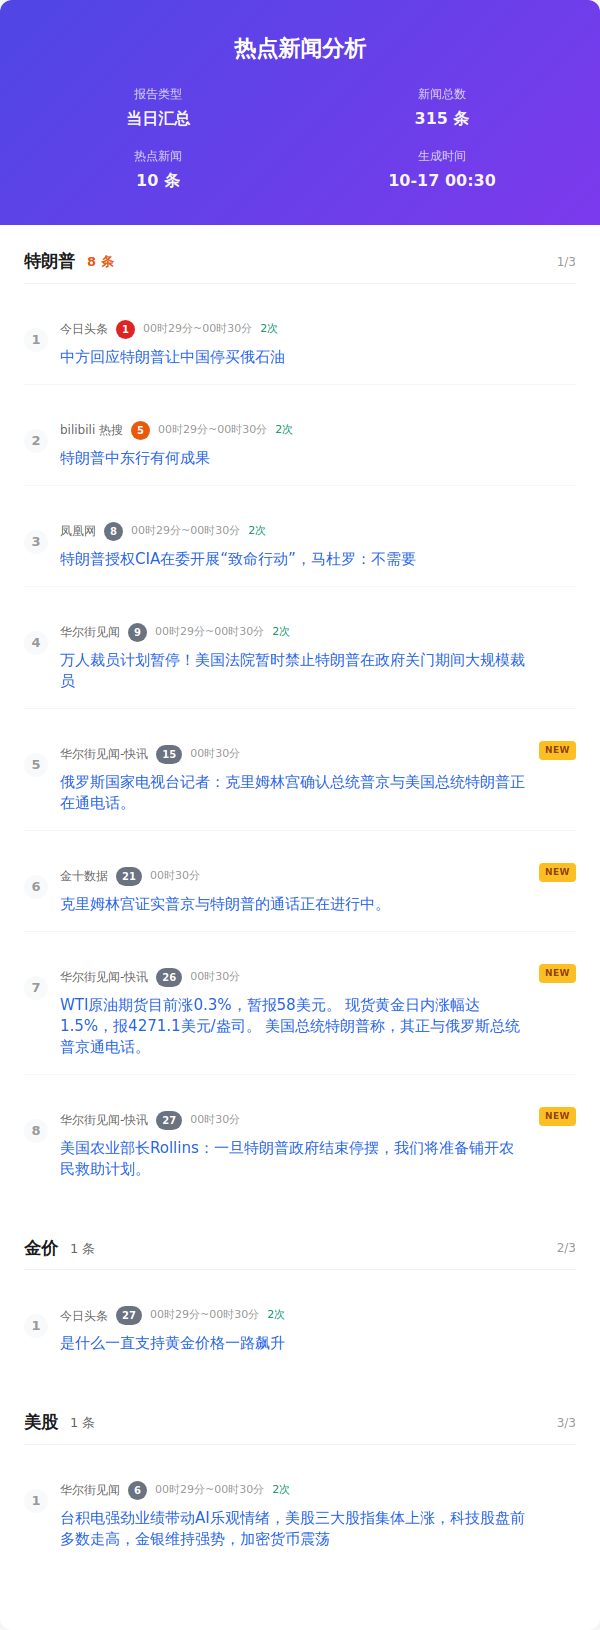 热点新闻分析
报告类型
新闻总数
当日汇总
315 条
热点新闻
生成时间
10 条
10-17 00:30
特朗普 8 条 1/3
1 今日头条 1 00时29分~00时30分 2次
中方回应特朗普让中国停买俄石油
2 bilibili 热搜 5 00时29分~00时30分 2次
特朗普中东行有何成果
3 凤凰网 8 00时29分~00时30分 2次
特朗普授权CIA在委开展“致命行动”，马杜罗：不需要
4 华尔街见闻 9 00时29分~00时30分 2次
万人裁员计划暂停！美国法院暂时禁止特朗普在政府关门期间大规模裁
员
5 华尔街见闻-快讯 15 00时30分 NEW
俄罗斯国家电视台记者：克里姆林宫确认总统普京与美国总统特朗普正
在通电话。
6 金十数据 21 00时30分 NEW
克里姆林宫证实普京与特朗普的通话正在进行中。
7 华尔街见闻-快讯 26 00时30分 NEW
WTI原油期货目前涨0.3%，暂报58美元。 现货黄金日内涨幅达
1.5%，报4271.1美元/盎司。 美国总统特朗普称，其正与俄罗斯总统
普京通电话。
8 华尔街见闻-快讯 27 00时30分 NEW
美国农业部长Rollins：一旦特朗普政府结束停摆，我们将准备铺开农
民救助计划。
金价 1 条 2/3
1 今日头条 27 00时29分~00时30分 2次
是什么一直支持黄金价格一路飙升
美股 1 条 3/3
1 华尔街见闻 6 00时29分~00时30分 2次
台积电强劲业绩带动AI乐观情绪，美股三大股指集体上涨，科技股盘前
多数走高，金银维持强势，加密货币震荡